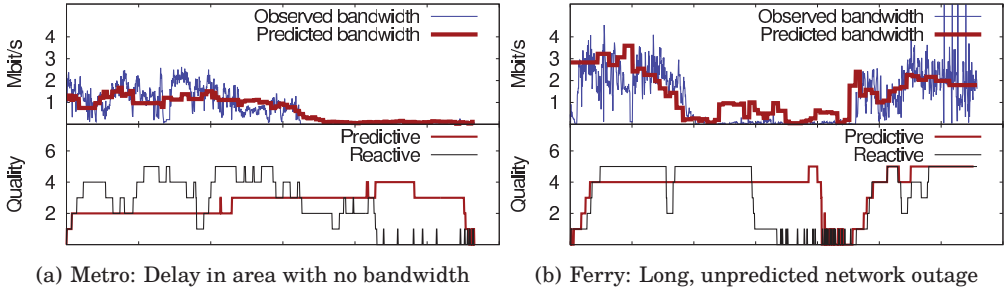 Mbit/s
4
3
2
1
Observed bandwidth
Predicted bandwidth
Quality
6
4
2
Predictive
Reactive
(a) Metro: Delay in area with no bandwidth
Mbit/s
4
3
2
1
Observed bandwidth
Predicted bandwidth
Quality
6
4
2
Predictive
Reactive
(b) Ferry: Long, unpredicted network outage